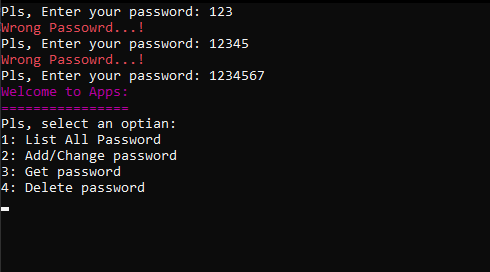 Pls, Enter your password: 123
Wrong Passowrd...!
Pls, Enter your password: 12345
Wrong Passowrd...!
Pls, Enter your password: 1234567
Welcome to Apps:
================
Pls, select an optian:
1: List All Password
2: Add/Change password
3: Get password
4: Delete password